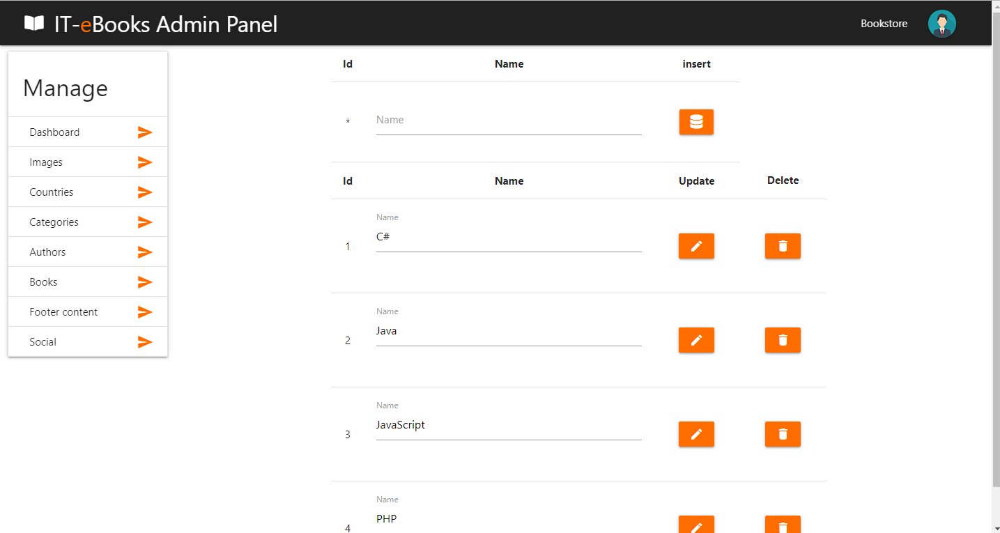 IT-eBooks Admin Panel
Bookstore
Manage
Dashboard
Images
Countries
Categories
Authors
Books
Footer content
Social
Id Name insert
* Name
Id Name Update Delete
Name
1 C#
Name
2 Java
Name
3 JavaScript
Name
4 PHP